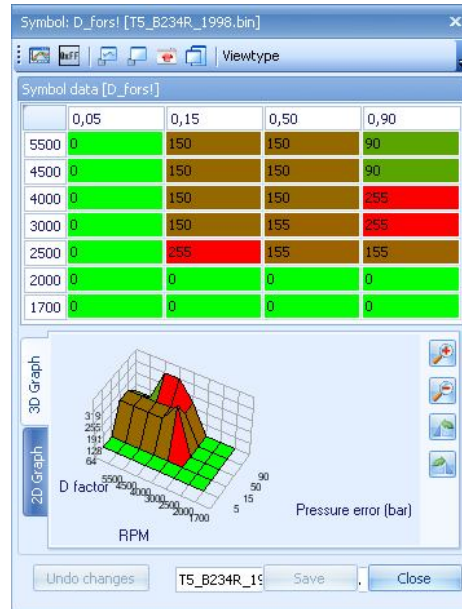 Symbol: D_fors! [T5_B234R_1998.bin]
0xFF Viewtype
Symbol data [D_fors!]
0,05 0,15 0,50 0,90
5500 0 150 150 90
4500 0 150 150 90
4000 0 150 150 255
3000 0 150 155 255
2500 0 255 155 155
2000 0 0 0 0
1700 0 0 0 0
3D Graph
2D Graph
319
255
191
128
64
D factor
5500
4500
4000
3000
2500
2000
1700
RPM
5
15
50
90
Pressure error (bar)
Undo changes T5_B234R_19 Save . Close